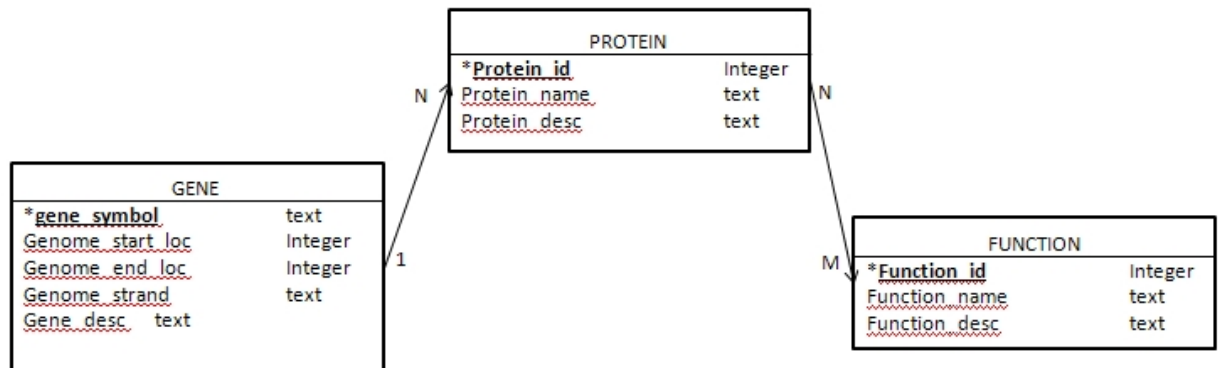 PROTEIN
*Protein_id Integer
Protein_name text
Protein_desc text
N
N
GENE
*gene_symbol text
Genome_start_loc Integer
Genome_end_loc Integer
Genome_strand text
Gene_desc text
1
M
FUNCTION
*Function_id Integer
Function_name text
Function_desc text